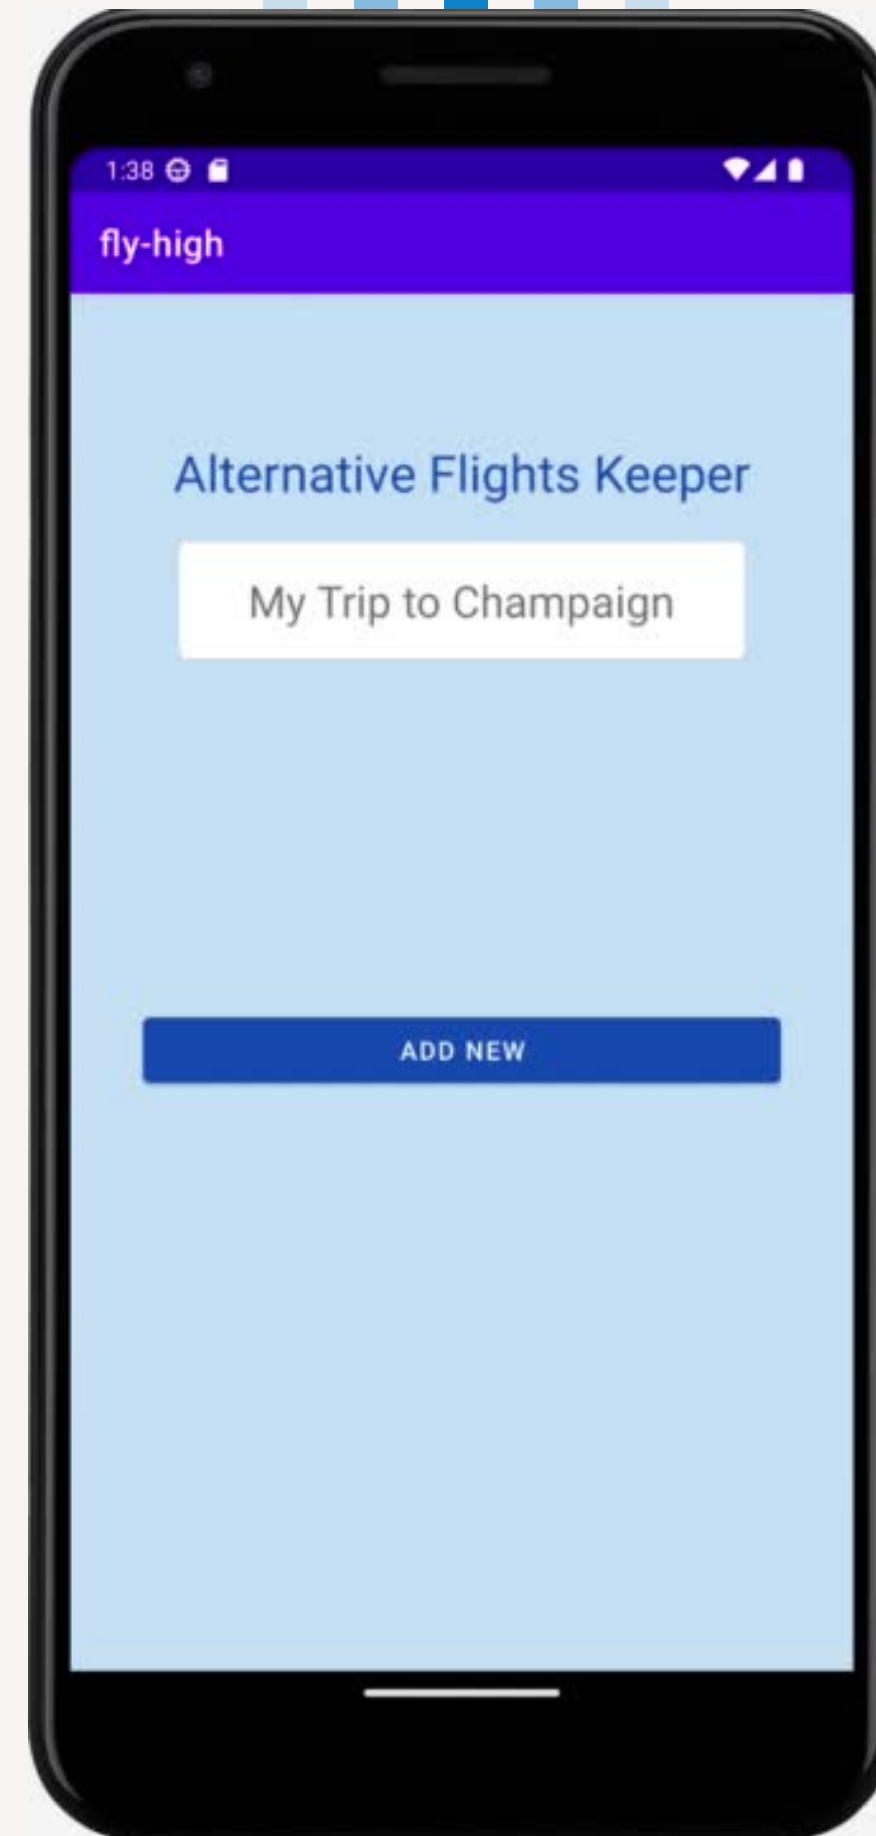 1:38
fly-high
Alternative Flights Keeper
My Trip to Champaign
ADD NEW